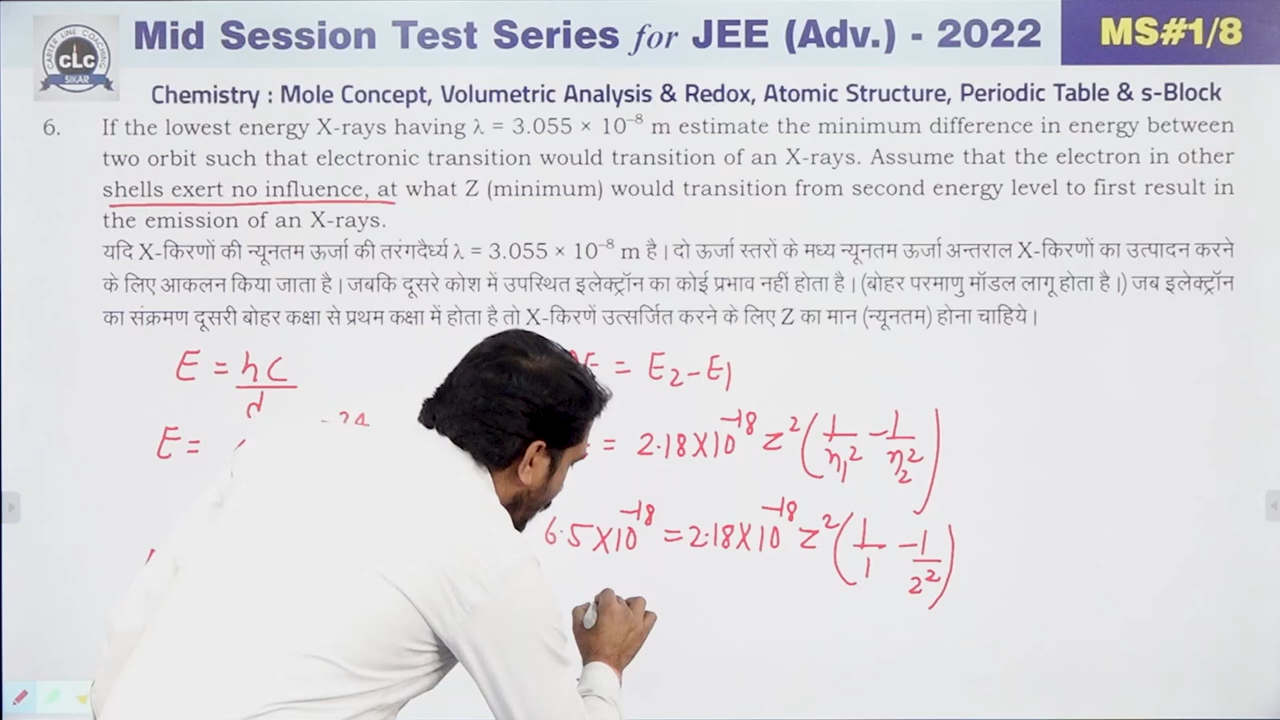 Mid Session Test Series for JEE (Adv.) - 2022
MS#1/8
CAREER LINE COACHING
CLC
SIKAR
Chemistry : Mole Concept, Volumetric Analysis & Redox, Atomic Structure, Periodic Table & s-Block
6. If the lowest energy X-rays having λ = 3.055 × 10⁻⁸ m estimate the minimum difference in energy between
two orbit such that electronic transition would transition of an X-rays. Assume that the electron in other
shells exert no influence, at what Z (minimum) would transition from second energy level to first result in
the emission of an X-rays.
यदि X-किरणों की न्यूनतम ऊर्जा की तरंगदैर्ध्य λ = 3.055 × 10⁻⁸ m है। दो ऊर्जा स्तरों के मध्य न्यूनतम ऊर्जा अन्तराल X-किरणों का उत्पादन करने
के लिए आकलन किया जाता है। जबकि दूसरे कोश में उपस्थित इलेक्ट्रॉन का कोई प्रभाव नहीं होता है। (बोहर परमाणु मॉडल लागू होता है।) जब इलेक्ट्रॉन
का संक्रमण दूसरी बोहर कक्षा से प्रथम कक्षा में होता है तो X-किरणें उत्सर्जित करने के लिए Z का मान (न्यूनतम) होना चाहिये।
E = hc/λ
= E₂ - E₁
E =
= 2.18×10⁻¹⁸ Z² (1/n₁² - 1/n₂²)
6.5×10⁻¹⁸ = 2.18×10⁻¹⁸ Z² (1/1 - 1/2²)